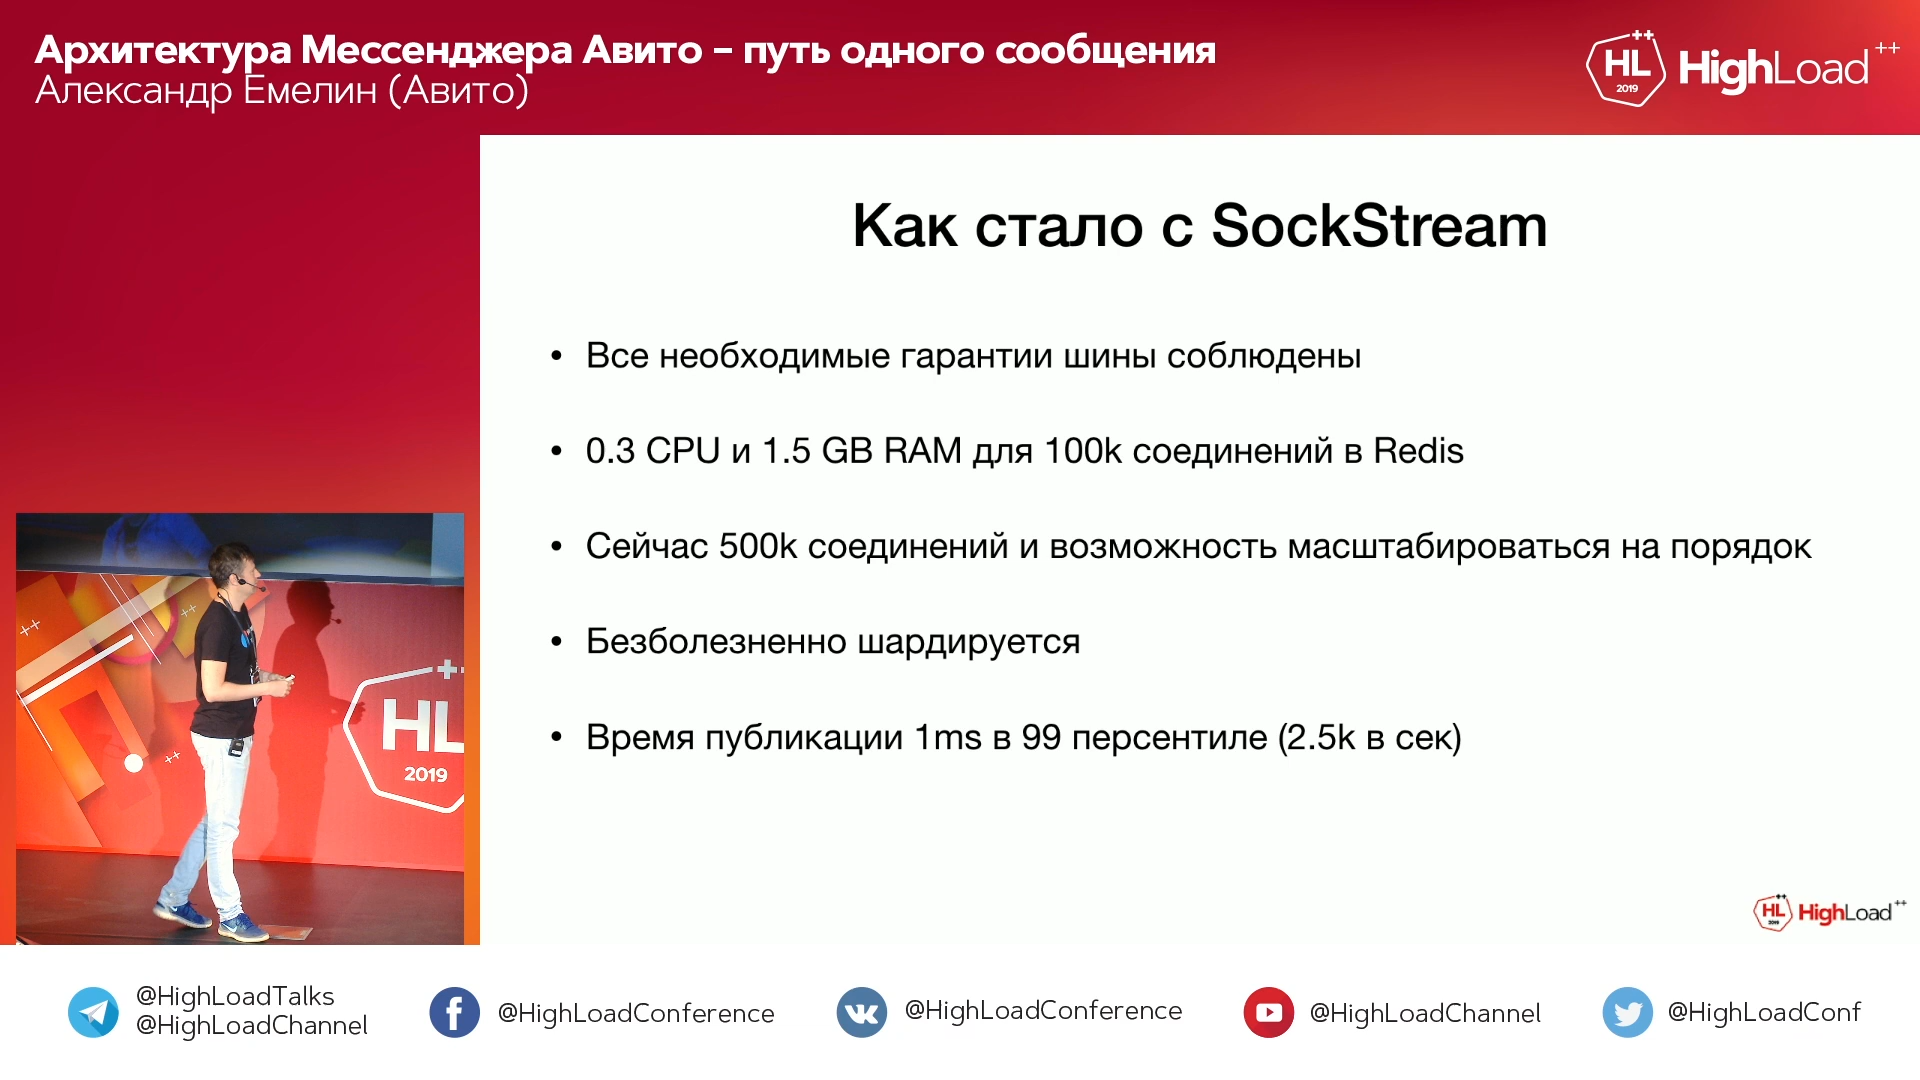 Архитектура Мессенджера Авито – путь одного сообщения
Александр Емелин (Авито)
HL
2019
HighLoad++
Как стало с SockStream
• Все необходимые гарантии шины соблюдены
• 0.3 CPU и 1.5 GB RAM для 100k соединений в Redis
• Сейчас 500k соединений и возможность масштабироваться на порядок
• Безболезненно шардируется
• Время публикации 1ms в 99 персентиле (2.5k в сек)
++
HL
2019
++
HL
2019
HighLoad++
@HighLoadTalks
@HighLoadChannel
@HighLoadConference
@HighLoadConference
@HighLoadChannel
@HighLoadConf